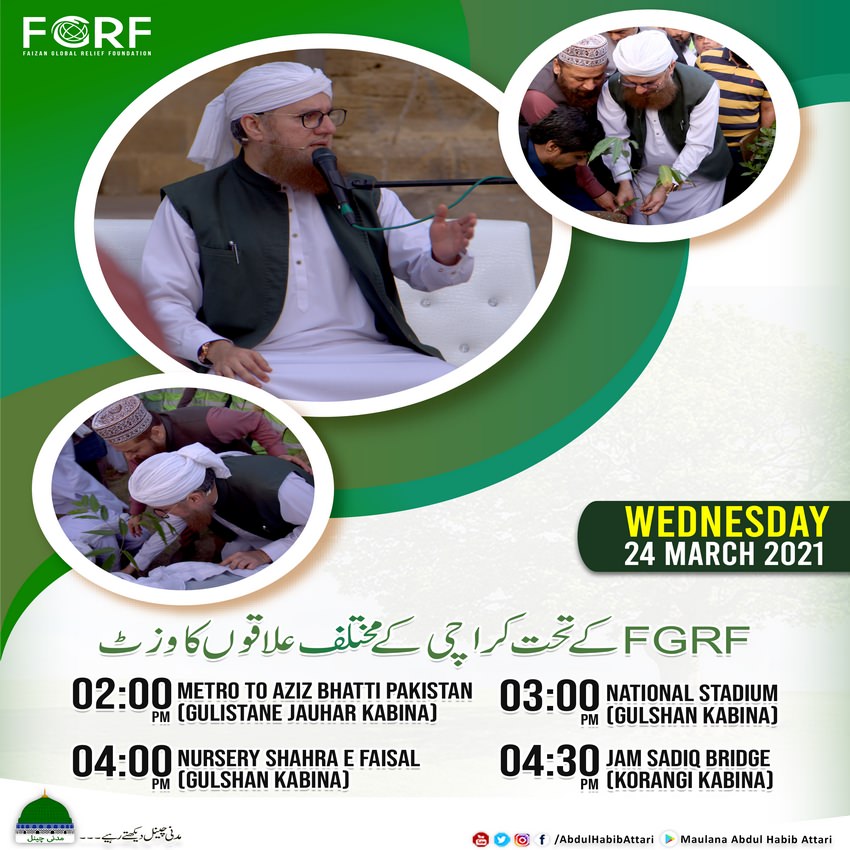 FGRF
FAIZAN GLOBAL RELIEF FOUNDATION
WEDNESDAY
24 MARCH 2021
FGRF کے تحت کراچی کے مختلف علاقوں کا وزٹ
02:00 PM METRO TO AZIZ BHATTI PAKISTAN
(GULISTANE JAUHAR KABINA)
03:00 PM NATIONAL STADIUM
(GULSHAN KABINA)
04:00 PM NURSERY SHAHRA E FAISAL
(GULSHAN KABINA)
04:30 PM JAM SADIQ BRIDGE
(KORANGI KABINA)
مدنی چینل
مدنی چینل دیکھتے رہیے۔۔۔
/AbdulHabibAttari Maulana Abdul Habib Attari